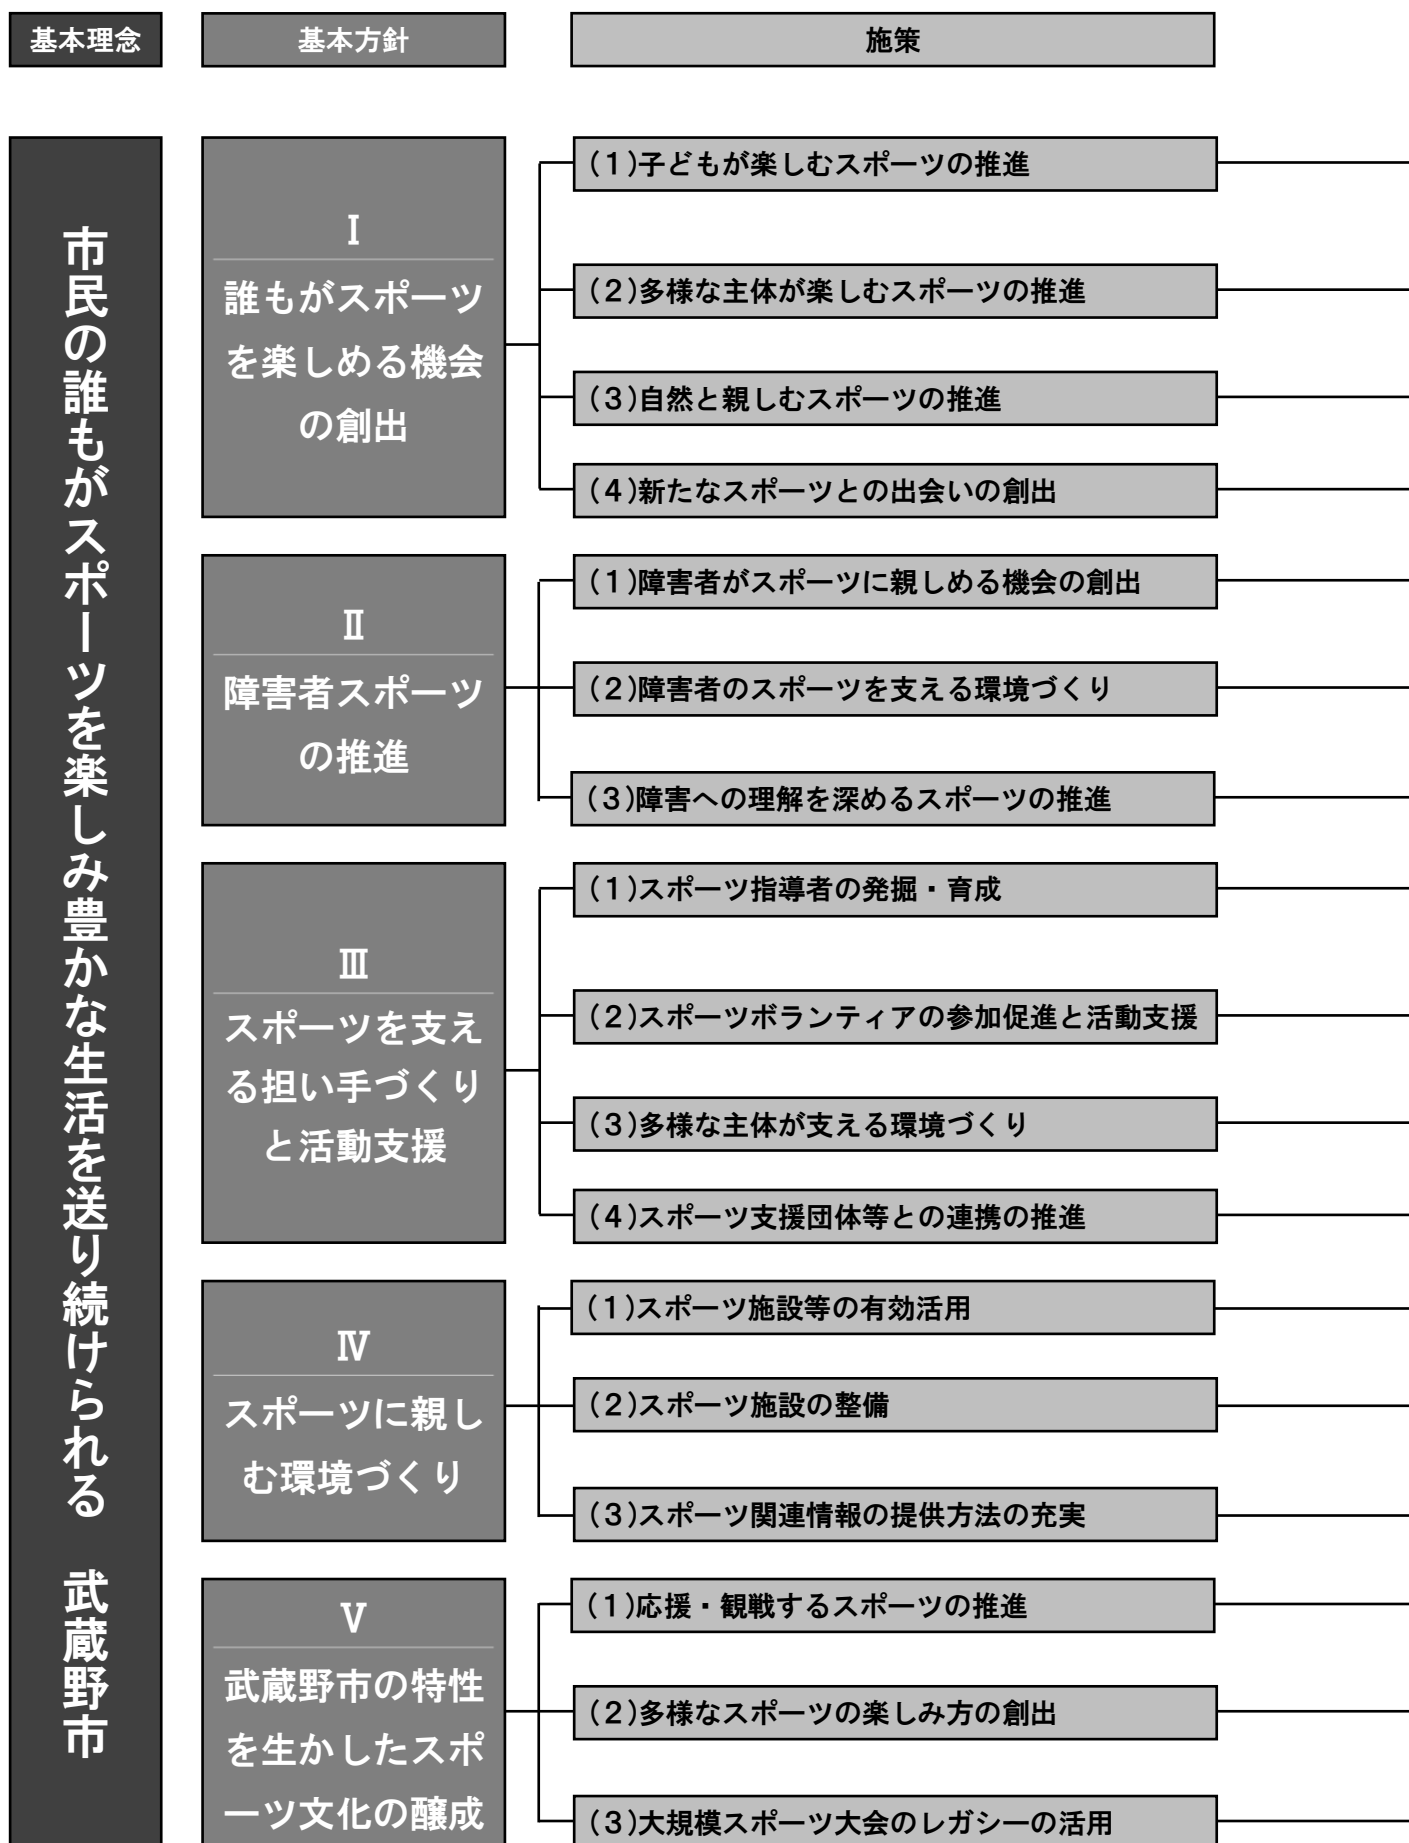 基本理念
基本方針
施策
市民の誰もがスポーツを楽しみ豊かな生活を送り続けられる　武蔵野市
Ⅰ
誰もがスポーツ
を楽しめる機会
の創出
(１)子どもが楽しむスポーツの推進
(２)多様な主体が楽しむスポーツの推進
(３)自然と親しむスポーツの推進
(４)新たなスポーツとの出会いの創出
Ⅱ
障害者スポーツ
の推進
(１)障害者がスポーツに親しめる機会の創出
(２)障害者のスポーツを支える環境づくり
(３)障害への理解を深めるスポーツの推進
Ⅲ
スポーツを支え
る担い手づくり
と活動支援
(１)スポーツ指導者の発掘・育成
(２)スポーツボランティアの参加促進と活動支援
(３)多様な主体が支える環境づくり
(４)スポーツ支援団体等との連携の推進
Ⅳ
スポーツに親し
む環境づくり
(１)スポーツ施設等の有効活用
(２)スポーツ施設の整備
(３)スポーツ関連情報の提供方法の充実
Ⅴ
武蔵野市の特性
を生かしたスポ
ーツ文化の醸成
(１)応援・観戦するスポーツの推進
(２)多様なスポーツの楽しみ方の創出
(３)大規模スポーツ大会のレガシーの活用